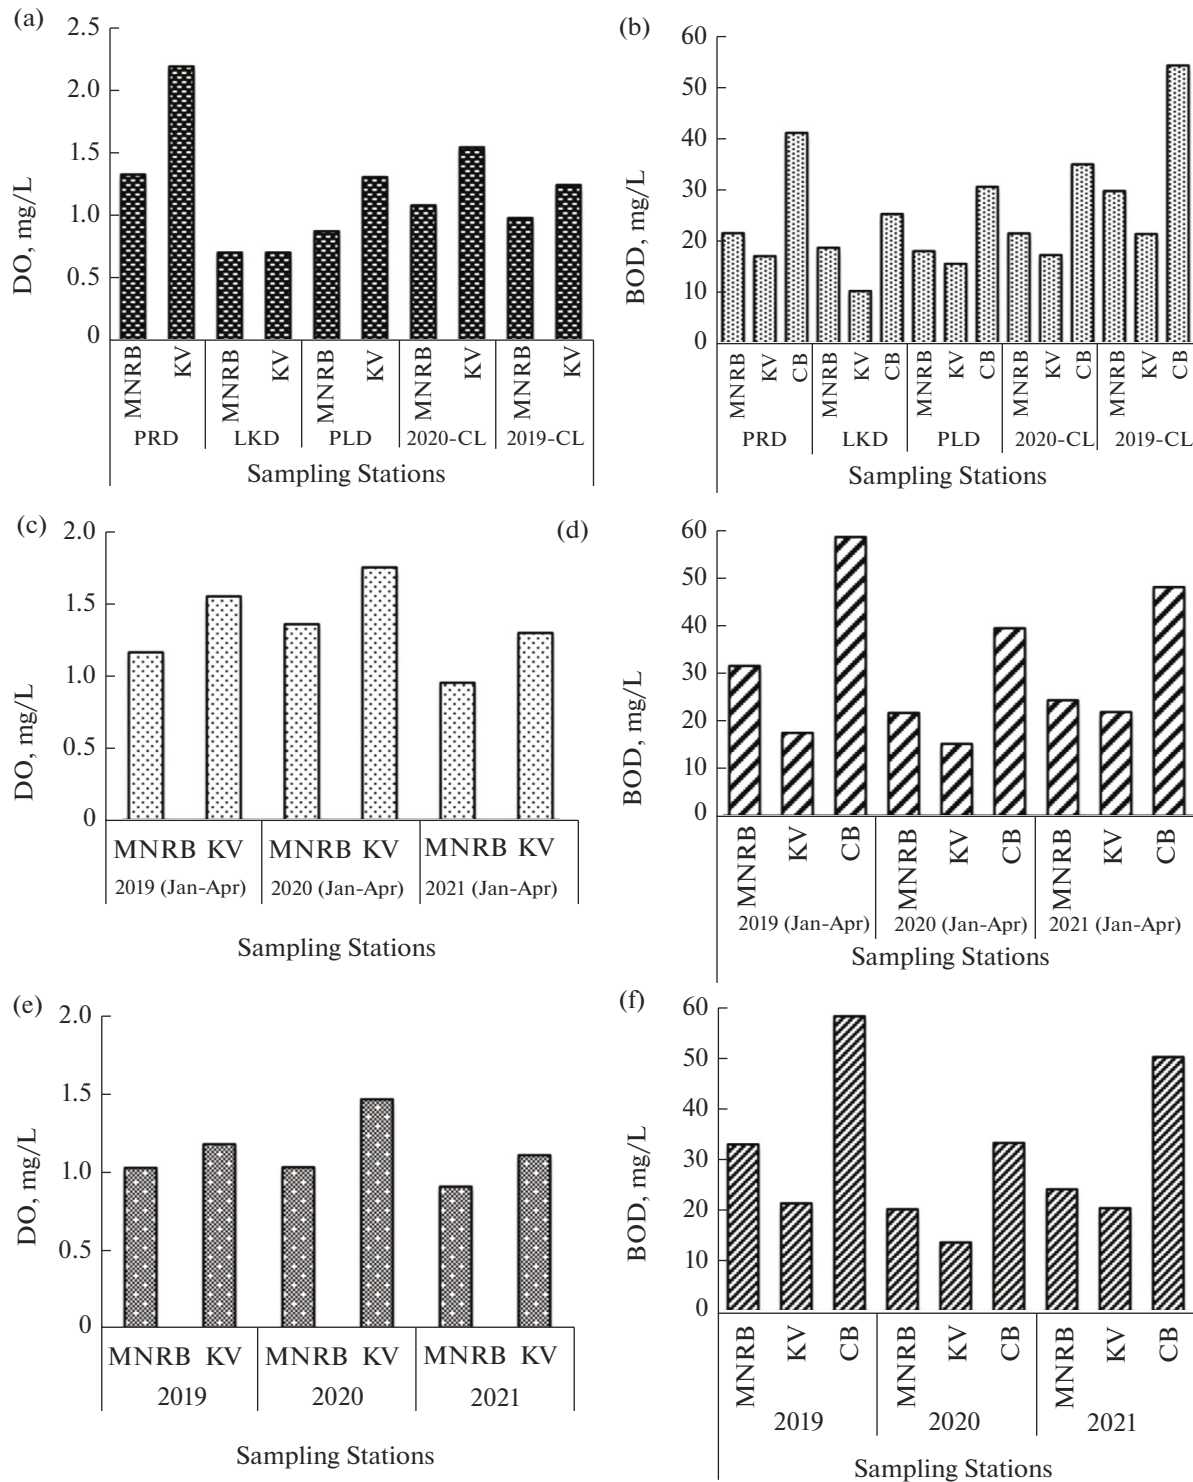 (a)
2.5
2.0
1.5
1.0
0.5
0
DO, mg/L
MNRB KV MNRB KV MNRB KV MNRB KV MNRB KV
PRD LKD PLD 2020-CL 2019-CL
Sampling Stations
(b)
60
50
40
30
20
10
0
BOD, mg/L
MNRB KV CB MNRB KV CB MNRB KV CB MNRB KV CB MNRB KV CB
PRD LKD PLD 2020-CL 2019-CL
Sampling Stations
(c)
2.0
1.5
1.0
0.5
0
DO, mg/L
MNRB KV MNRB KV MNRB KV
2019 (Jan-Apr) 2020 (Jan-Apr) 2021 (Jan-Apr)
Sampling Stations
(d)
60
50
40
30
20
10
0
BOD, mg/L
MNRB KV CB MNRB KV CB MNRB KV CB
2019 (Jan-Apr) 2020 (Jan-Apr) 2021 (Jan-Apr)
Sampling Stations
(e)
2.0
1.5
1.0
0.5
0
DO, mg/L
MNRB KV MNRB KV MNRB KV
2019 2020 2021
Sampling Stations
(f)
60
50
40
30
20
10
0
BOD, mg/L
MNRB KV CB MNRB KV CB MNRB KV CB
2019 2020 2021
Sampling Stations